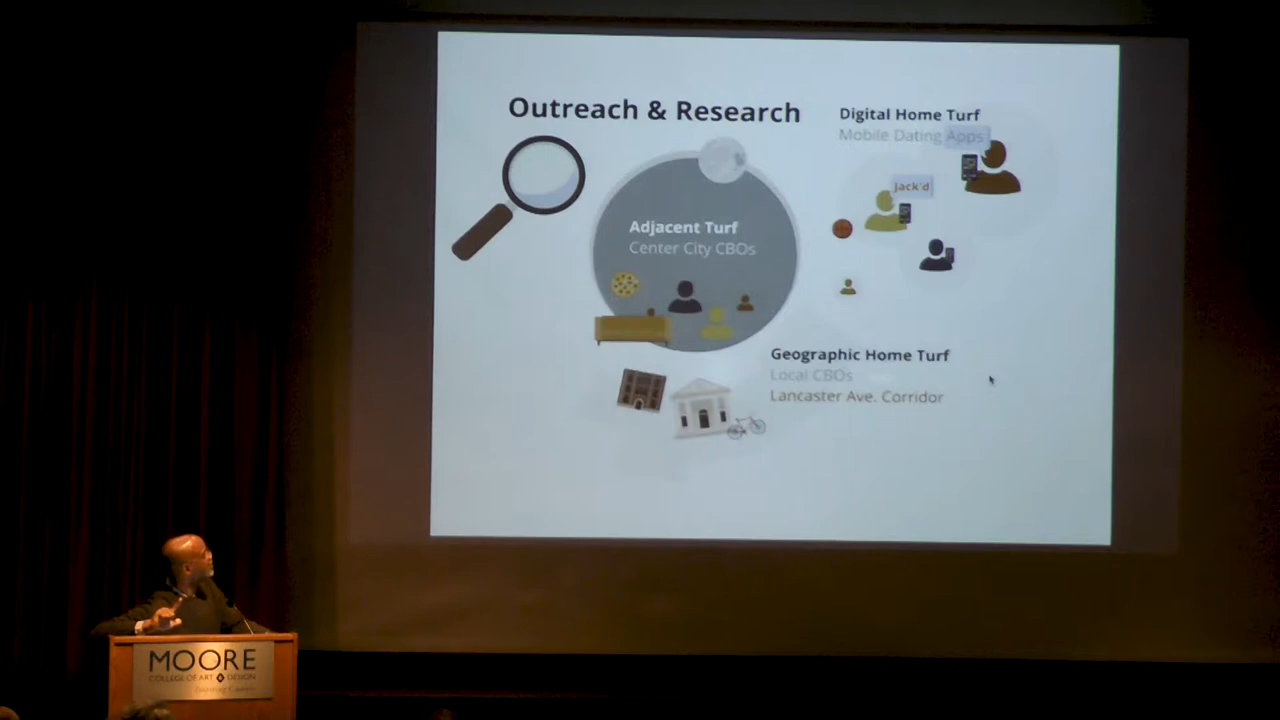 Outreach & Research
Digital Home Turf
Mobile Dating Apps
Jack'd
Adjacent Turf
Center City CBOs
Geographic Home Turf
Local CBOs
Lancaster Ave. Corridor
MOORE
COLLEGE OF ART & DESIGN